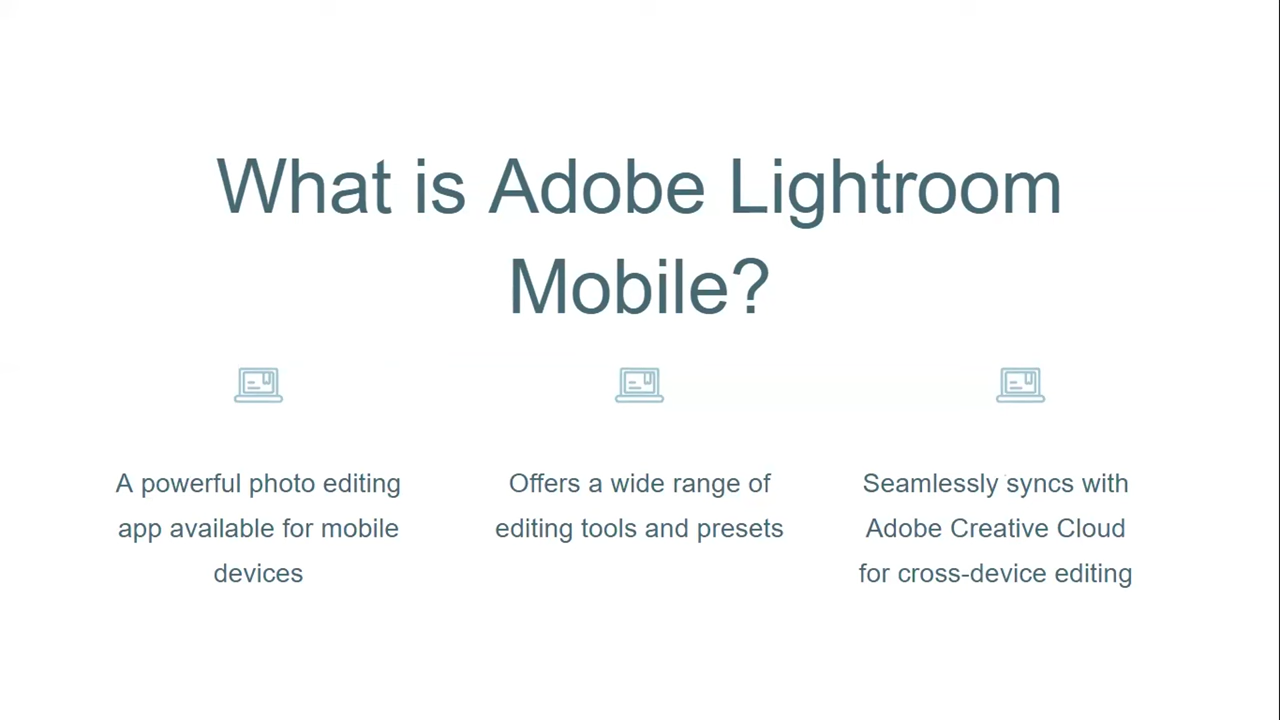 What is Adobe Lightroom
Mobile?
A powerful photo editing
app available for mobile
devices
Offers a wide range of
editing tools and presets
Seamlessly syncs with
Adobe Creative Cloud
for cross-device editing